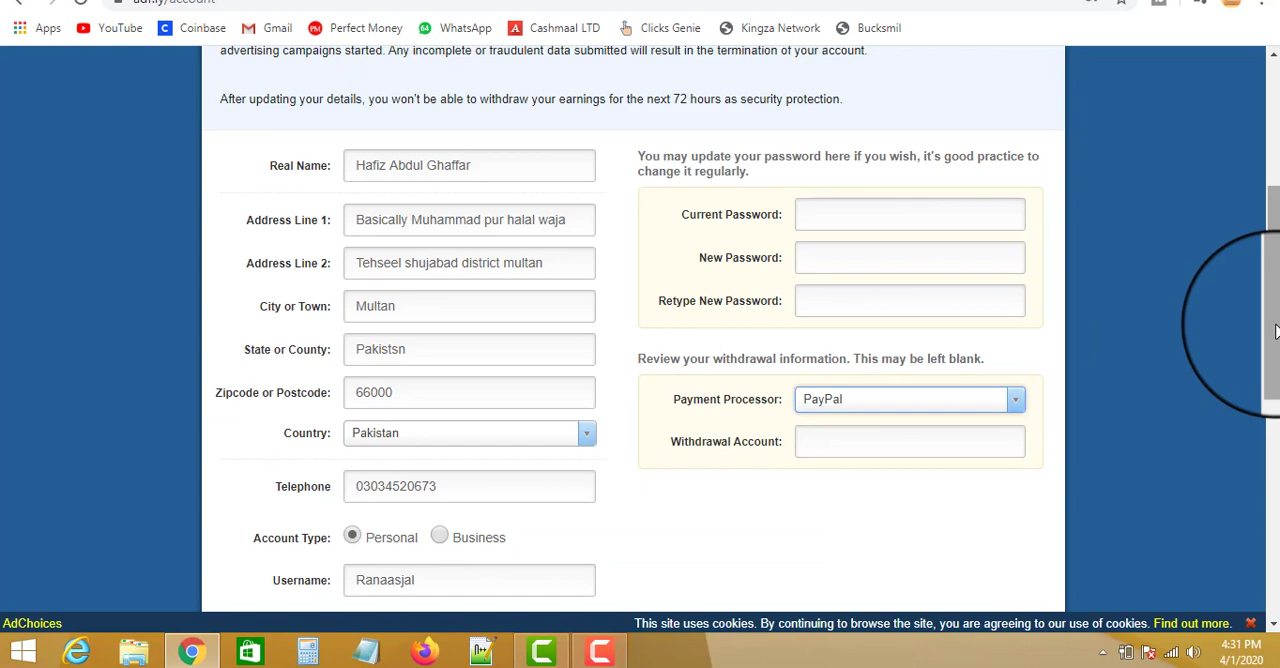 adf.ly/account
Apps YouTube Coinbase Gmail Perfect Money WhatsApp Cashmaal LTD Clicks Genie Kingza Network Bucksmil
advertising campaigns started. Any incomplete or fraudulent data submitted will result in the termination of your account.
After updating your details, you won't be able to withdraw your earnings for the next 72 hours as security protection.
Real Name: Hafiz Abdul Ghaffar
Address Line 1: Basically Muhammad pur halal waja
Address Line 2: Tehseel shujabad district multan
City or Town: Multan
State or County: Pakistsn
Zipcode or Postcode: 66000
Country: Pakistan
Telephone 03034520673
Account Type: Personal Business
Username: Ranaasjal
You may update your password here if you wish, it's good practice to
change it regularly.
Current Password:
New Password:
Retype New Password:
Review your withdrawal information. This may be left blank.
Payment Processor: PayPal
Withdrawal Account:
AdChoices
This site uses cookies. By continuing to browse the site, you are agreeing to our use of cookies. Find out more.
4:31 PM
4/1/2020